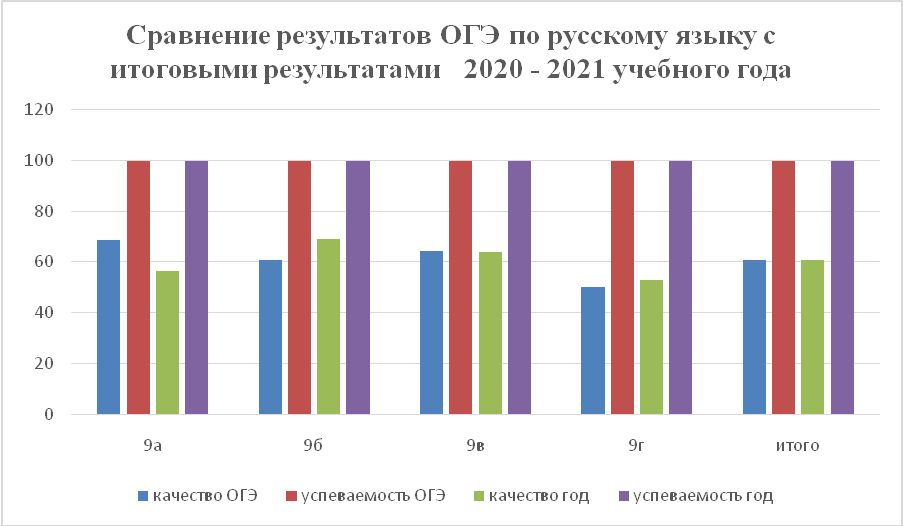 Сравнение результатов ОГЭ по русскому языку с
итоговыми результатами 2020 - 2021 учебного года
120
100
80
60
40
20
0
9а 9б 9в 9г итого
качество ОГЭ успеваемость ОГЭ качество год успеваемость год